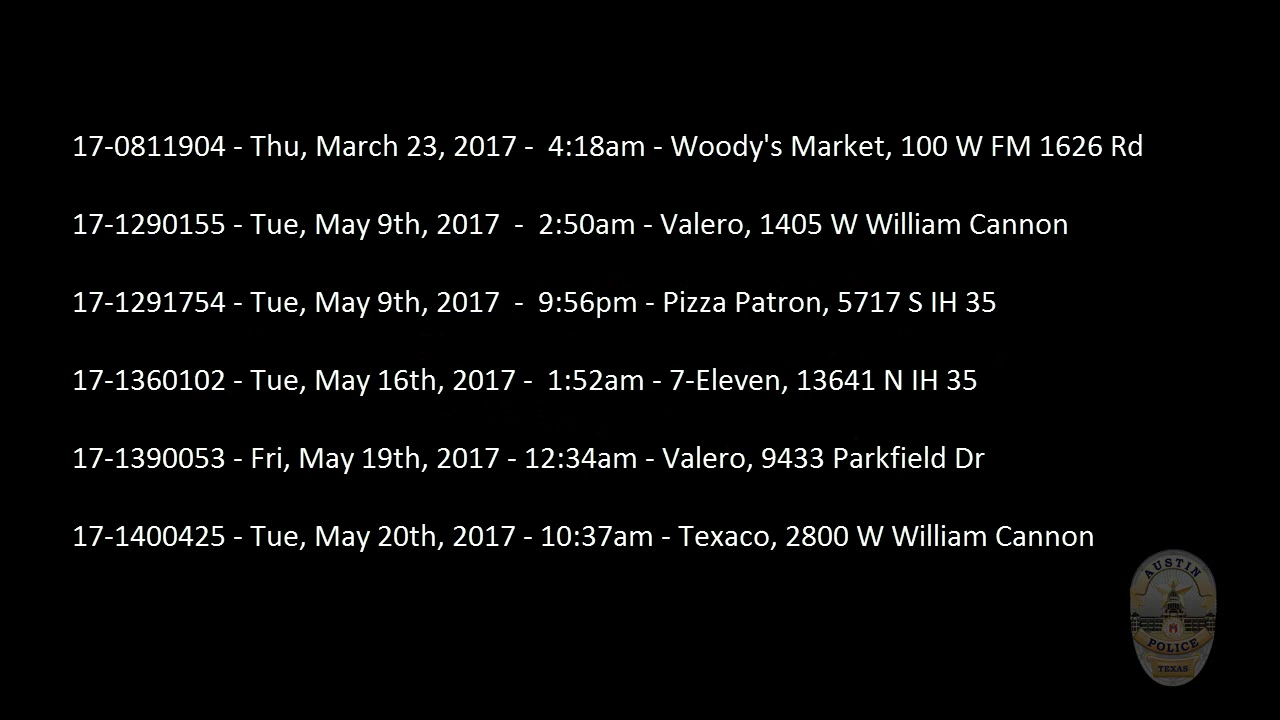 17-0811904 - Thu, March 23, 2017 -  4:18am - Woody's Market, 100 W FM 1626 Rd
17-1290155 - Tue, May 9th, 2017  -  2:50am - Valero, 1405 W William Cannon
17-1291754 - Tue, May 9th, 2017  -  9:56pm - Pizza Patron, 5717 S IH 35
17-1360102 - Tue, May 16th, 2017 -  1:52am - 7-Eleven, 13641 N IH 35
17-1390053 - Fri, May 19th, 2017 - 12:34am - Valero, 9433 Parkfield Dr
17-1400425 - Tue, May 20th, 2017 - 10:37am - Texaco, 2800 W William Cannon
AUSTIN
POLICE
TEXAS